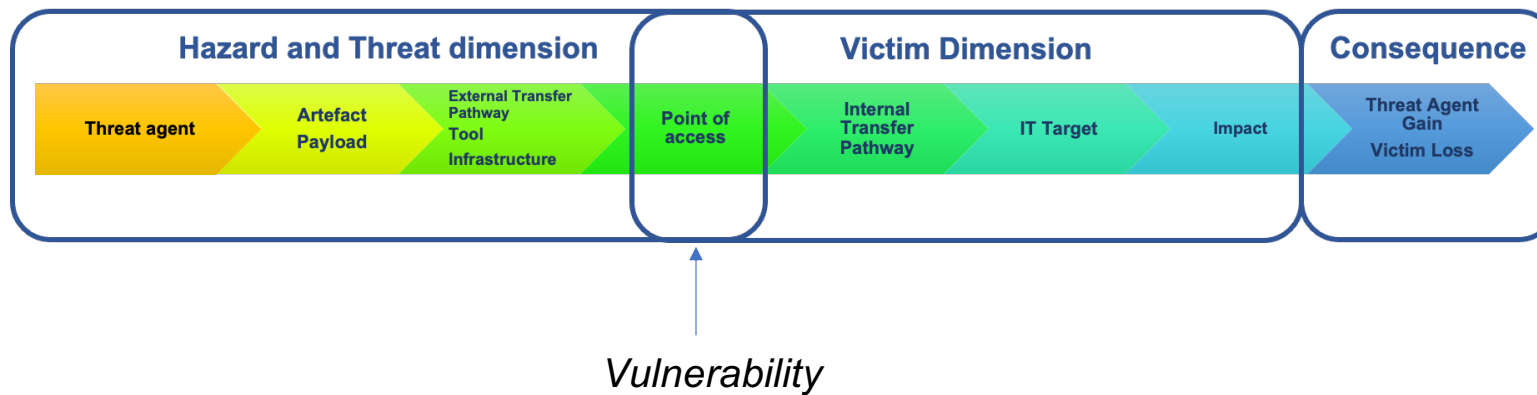 Hazard and Threat dimension
Victim Dimension
Consequence
Threat agent
Artefact
Payload
External Transfer
Pathway
Tool
Infrastructure
Point of
access
Internal
Transfer
Pathway
IT Target
Impact
Threat Agent
Gain
Victim Loss
Vulnerability